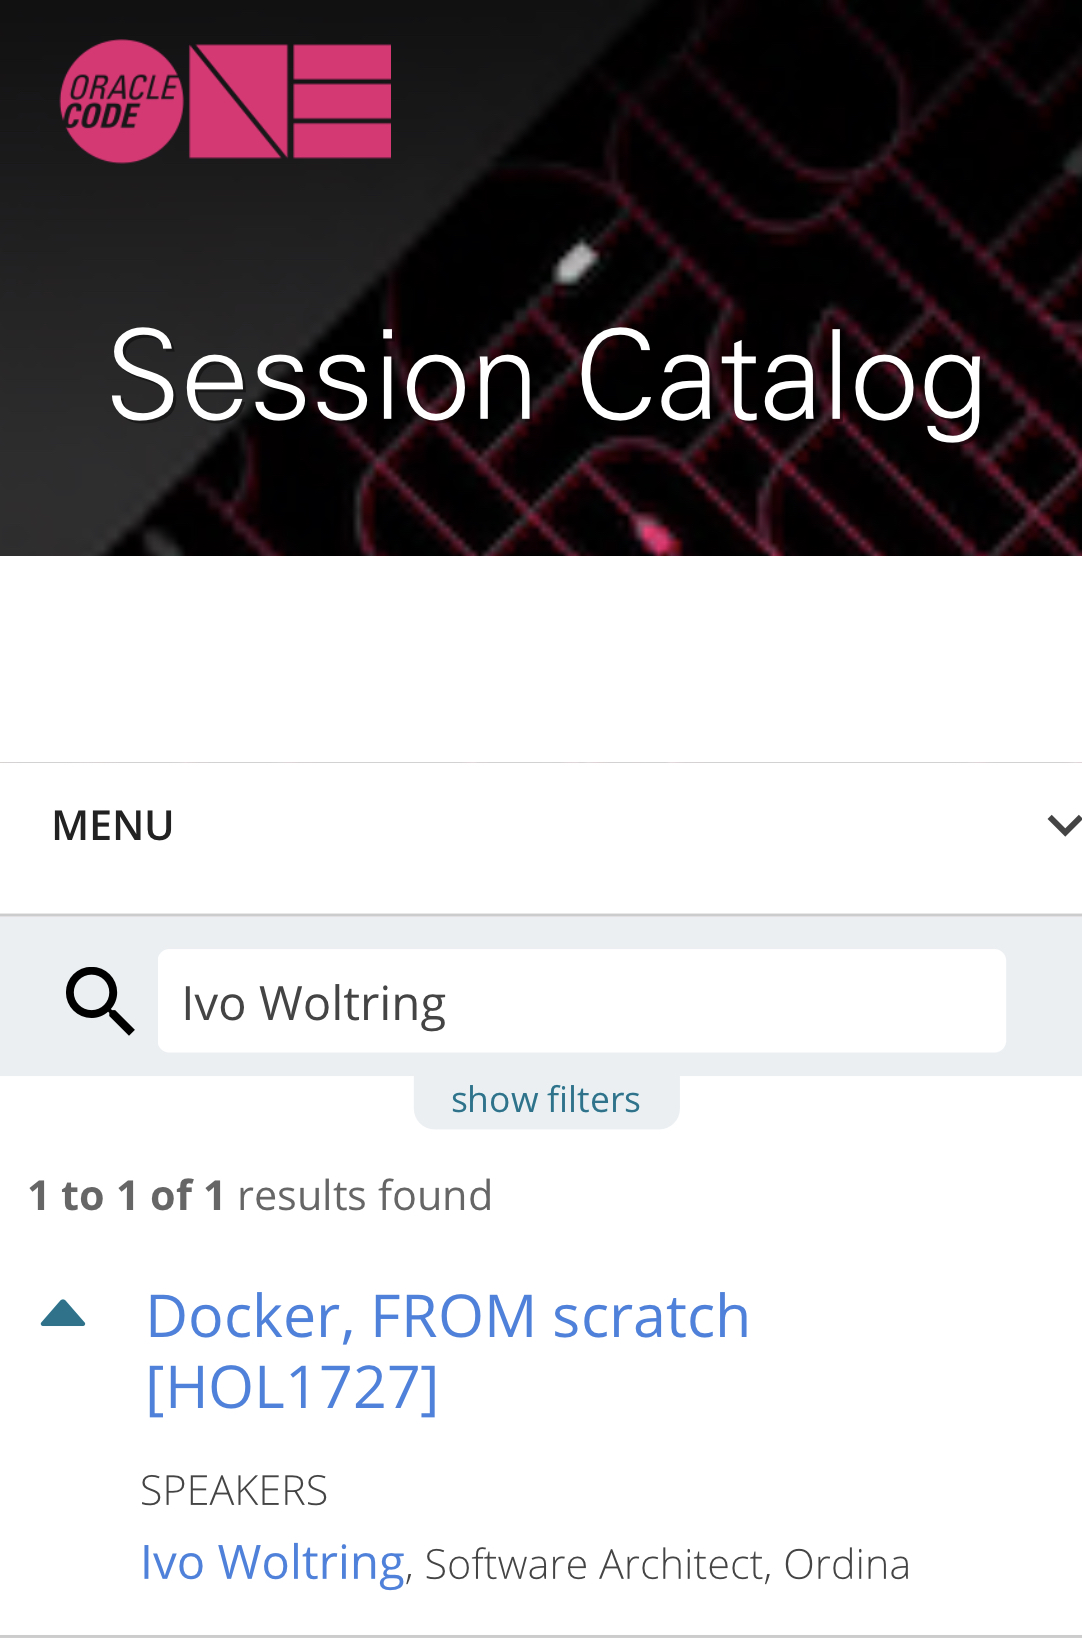 ORACLE
CODE ONE
Session Catalog
MENU
Ivo Woltring
show filters
1 to 1 of 1 results found
Docker, FROM scratch
[HOL1727]
SPEAKERS
Ivo Woltring, Software Architect, Ordina